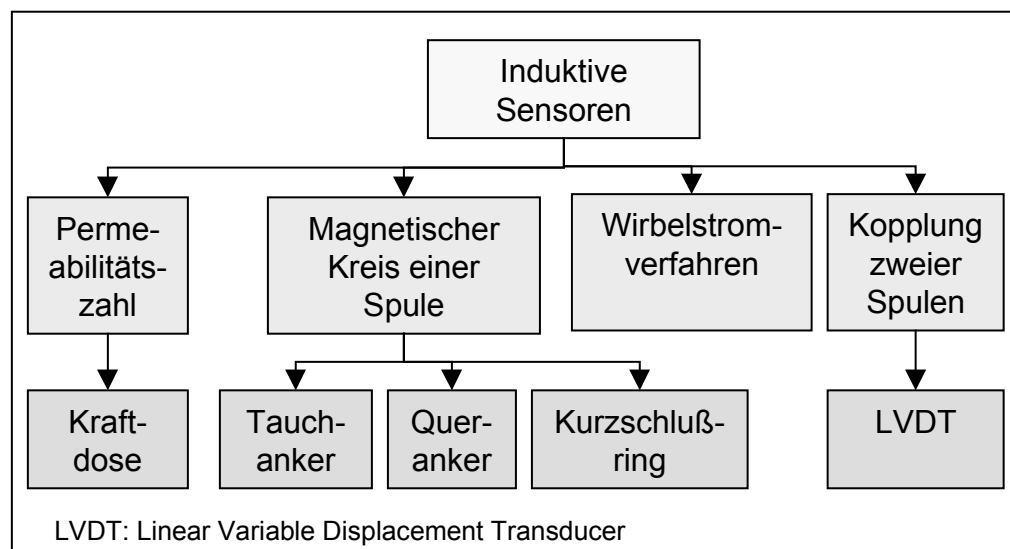 Induktive
Sensoren
Perme-
abilitäts-
zahl
Magnetischer
Kreis einer
Spule
Wirbelstrom-
verfahren
Kopplung
zweier
Spulen
Kraft-
dose
Tauch-
anker
Quer-
anker
Kurzschluß-
ring
LVDT
LVDT: Linear Variable Displacement Transducer